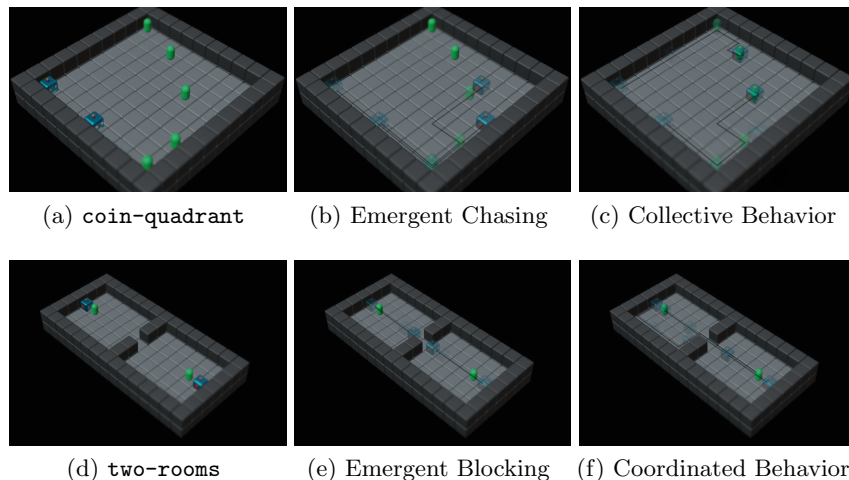 (a) coin-quadrant (b) Emergent Chasing (c) Collective Behavior
(d) two-rooms (e) Emergent Blocking (f) Coordinated Behavior